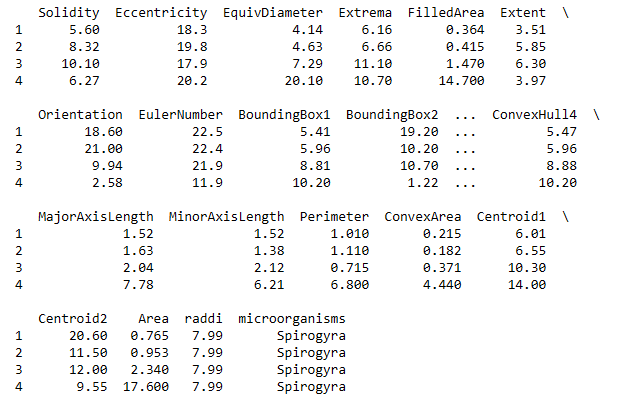 Solidity Eccentricity EquivDiameter Extrema FilledArea Extent \
1 5.60 18.3 4.14 6.16 0.364 3.51
2 8.32 19.8 4.63 6.66 0.415 5.85
3 10.10 17.9 7.29 11.10 1.470 6.30
4 6.27 20.2 20.10 10.70 14.700 3.97
Orientation EulerNumber BoundingBox1 BoundingBox2 ... ConvexHull4 \
1 18.60 22.5 5.41 19.20 ... 5.47
2 21.00 22.4 5.96 10.20 ... 5.96
3 9.94 21.9 8.81 10.70 ... 8.88
4 2.58 11.9 10.20 1.22 ... 10.20
MajorAxisLength MinorAxisLength Perimeter ConvexArea Centroid1 \
1 1.52 1.52 1.010 0.215 6.01
2 1.63 1.38 1.110 0.182 6.55
3 2.04 2.12 0.715 0.371 10.30
4 7.78 6.21 6.800 4.440 14.00
Centroid2 Area raddi microorganisms
1 20.60 0.765 7.99 Spirogyra
2 11.50 0.953 7.99 Spirogyra
3 12.00 2.340 7.99 Spirogyra
4 9.55 17.600 7.99 Spirogyra